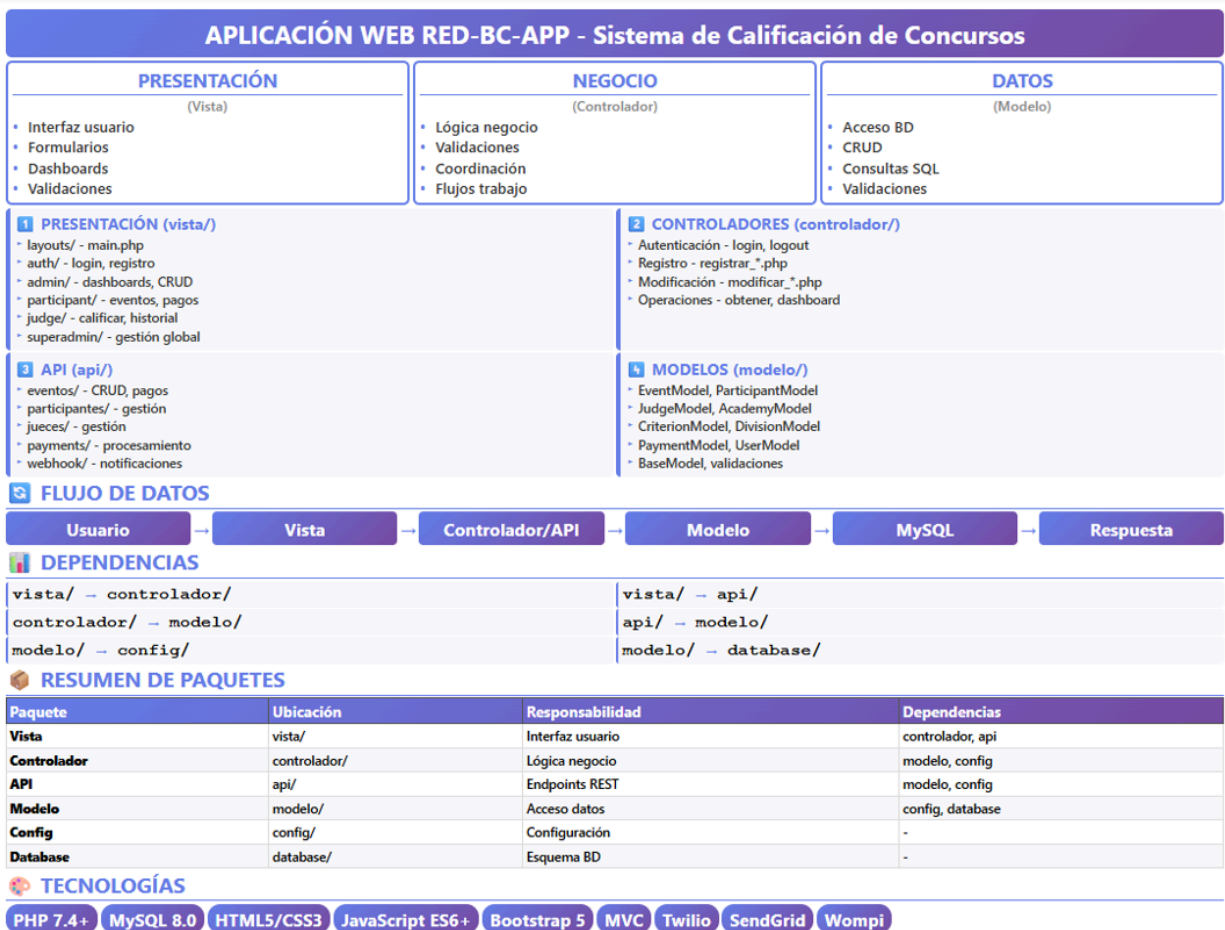 APLICACIÓN WEB RED-BC-APP - Sistema de Calificación de Concursos
PRESENTACIÓN
(Vista)
• Interfaz usuario
• Formularios
• Dashboards
• Validaciones
NEGOCIO
(Controlador)
• Lógica negocio
• Validaciones
• Coordinación
• Flujos trabajo
DATOS
(Modelo)
• Acceso BD
• CRUD
• Consultas SQL
• Validaciones
1 PRESENTACIÓN (vista/)
layouts/ - main.php
auth/ - login, registro
admin/ - dashboards, CRUD
participant/ - eventos, pagos
judge/ - calificar, historial
superadmin/ - gestión global
2 CONTROLADORES (controlador/)
Autenticación - login, logout
Registro - registrar_*.php
Modificación - modificar_*.php
Operaciones - obtener, dashboard
3 API (api/)
eventos/ - CRUD, pagos
participantes/ - gestión
jueces/ - gestión
payments/ - procesamiento
webhook/ - notificaciones
4 MODELOS (modelo/)
EventModel, ParticipantModel
JudgeModel, AcademyModel
CriterionModel, DivisionModel
PaymentModel, UserModel
BaseModel, validaciones
FLUJO DE DATOS
Usuario → Vista → Controlador/API → Modelo → MySQL → Respuesta
DEPENDENCIAS
vista/ → controlador/
vista/ → api/
controlador/ → modelo/
api/ → modelo/
modelo/ → config/
modelo/ → database/
RESUMEN DE PAQUETES
Paquete Ubicación Responsabilidad Dependencias
Vista vista/ Interfaz usuario controlador, api
Controlador controlador/ Lógica negocio modelo, config
API api/ Endpoints REST modelo, config
Modelo modelo/ Acceso datos config, database
Config config/ Configuración -
Database database/ Esquema BD -
TECNOLOGÍAS
PHP 7.4+ MySQL 8.0 HTML5/CSS3 JavaScript ES6+ Bootstrap 5 MVC Twilio SendGrid Wompi